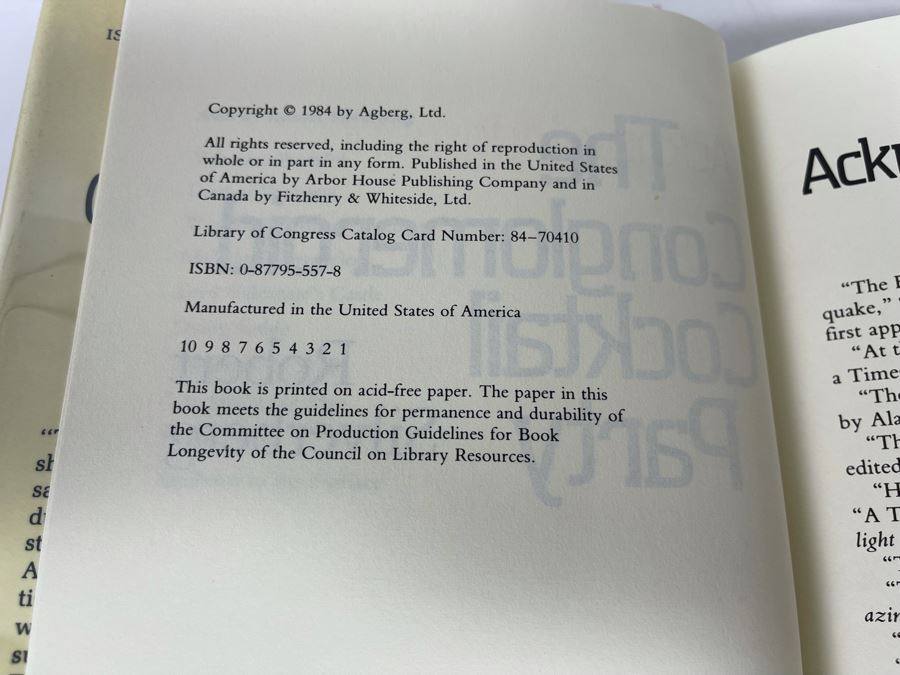 IS
Copyright © 1984 by Agberg, Ltd.
All rights reserved, including the right of reproduction in
whole or in part in any form. Published in the United States
of America by Arbor House Publishing Company and in
Canada by Fitzhenry & Whiteside, Ltd.
Library of Congress Catalog Card Number: 84–70410
ISBN: 0-87795-557-8
Manufactured in the United States of America
10 9 8 7 6 5 4 3 2 1
This book is printed on acid-free paper. The paper in this
book meets the guidelines for permanence and durability of
the Committee on Production Guidelines for Book
Longevity of the Council on Library Resources.
The
Cocktail
Party
“The
quake,”
first app
“At t
a Time
“The
by Ala
“Th
edited
“H
“A T
light
azin